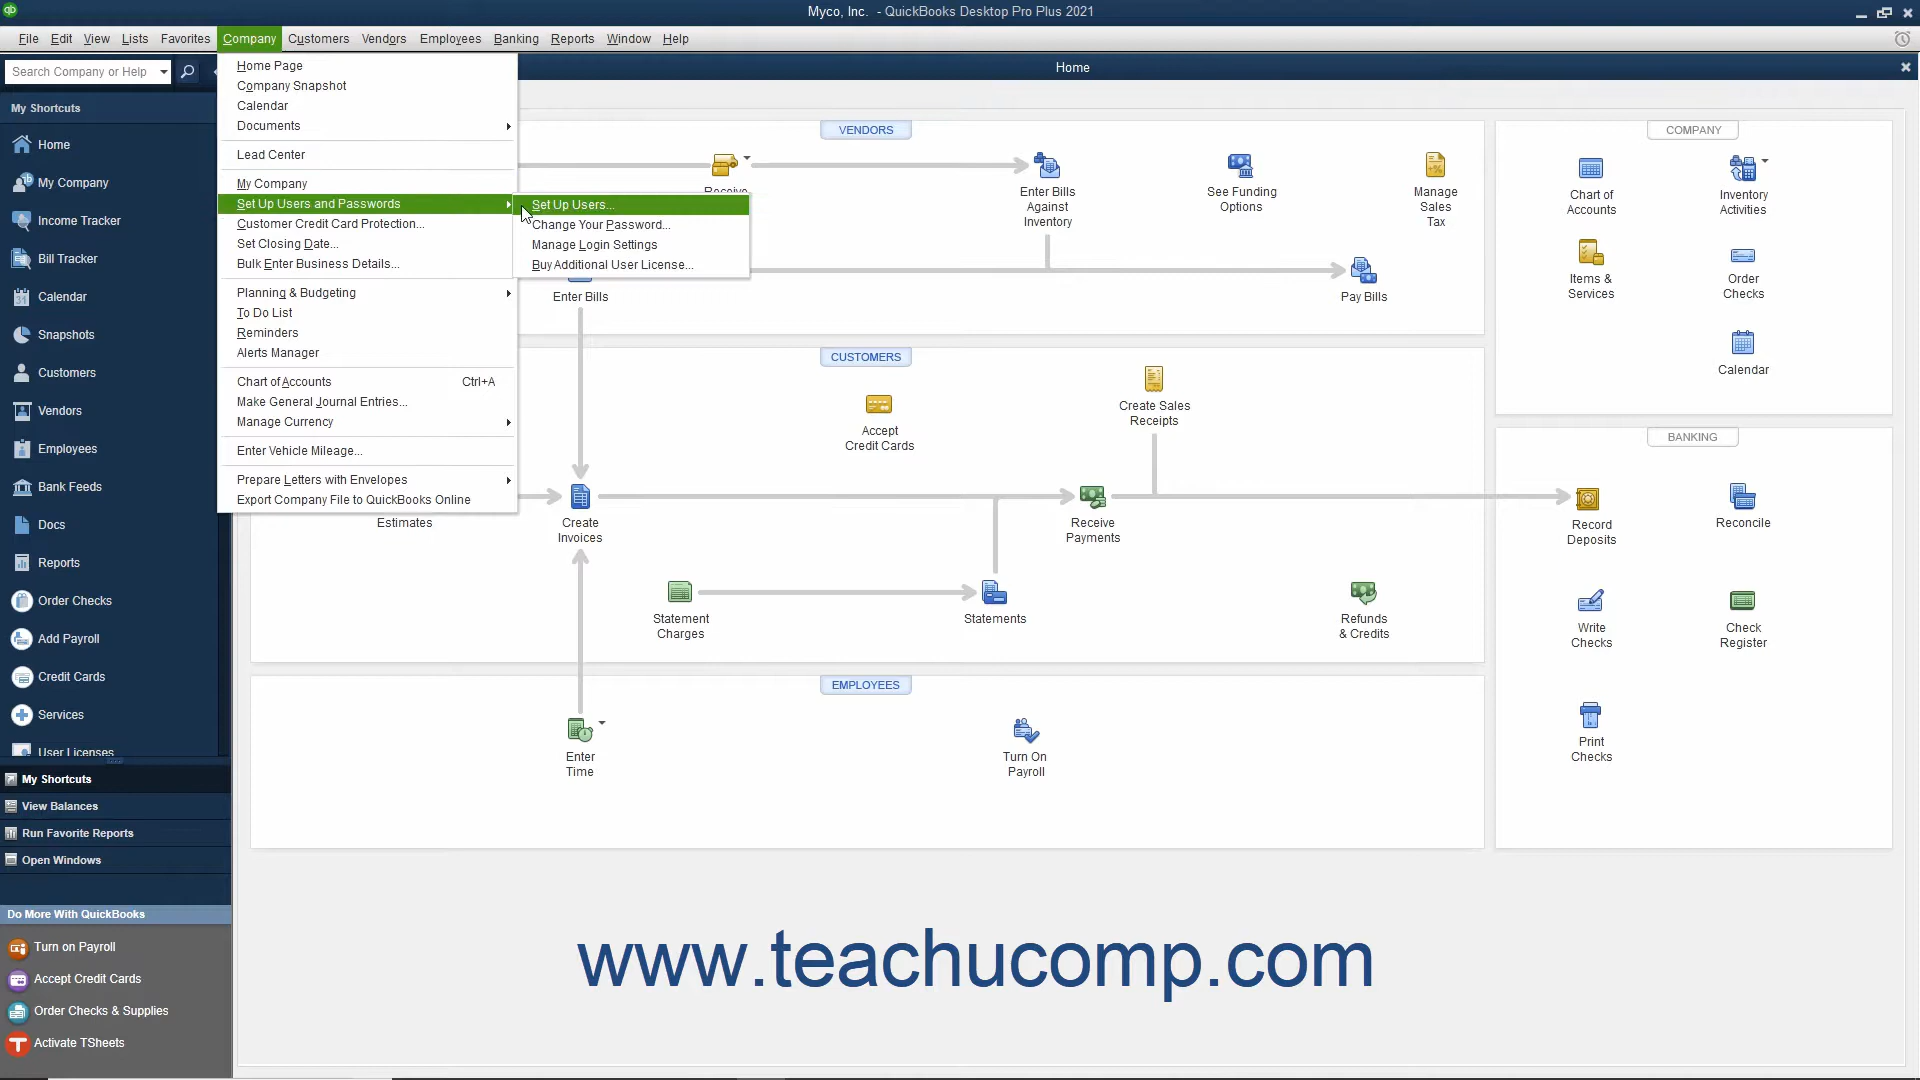 Myco, Inc. - QuickBooks Desktop Pro Plus 2021
File Edit View Lists Favorites Company Customers Vendors Employees Banking Reports Window Help
Search Company or Help
Home
My Shortcuts
Home
My Company
Income Tracker
Bill Tracker
Calendar
Snapshots
Customers
Vendors
Employees
Bank Feeds
Docs
Reports
Order Checks
Add Payroll
Credit Cards
Services
User Licenses
My Shortcuts
View Balances
Run Favorite Reports
Open Windows
Do More With QuickBooks
Turn on Payroll
Accept Credit Cards
Order Checks & Supplies
Activate TSheets
Home Page
Company Snapshot
Calendar
Documents
Lead Center
My Company
Set Up Users and Passwords
Customer Credit Card Protection...
Set Closing Date...
Bulk Enter Business Details...
Planning & Budgeting
To Do List
Reminders
Alerts Manager
Chart of Accounts Ctrl+A
Make General Journal Entries...
Manage Currency
Enter Vehicle Mileage...
Prepare Letters with Envelopes
Export Company File to QuickBooks Online
Set Up Users...
Change Your Password...
Manage Login Settings
Buy Additional User License...
VENDORS
Receive
Enter Bills
Against
Inventory
See Funding
Options
Manage
Sales
Tax
Enter Bills
Pay Bills
CUSTOMERS
Accept
Credit Cards
Create Sales
Receipts
Estimates
Create
Invoices
Receive
Payments
Statement
Charges
Statements
Refunds
& Credits
EMPLOYEES
Enter
Time
Turn On
Payroll
COMPANY
Chart of
Accounts
Inventory
Activities
Items &
Services
Order
Checks
Calendar
BANKING
Record
Deposits
Reconcile
Write
Checks
Check
Register
Print
Checks
www.teachucomp.com